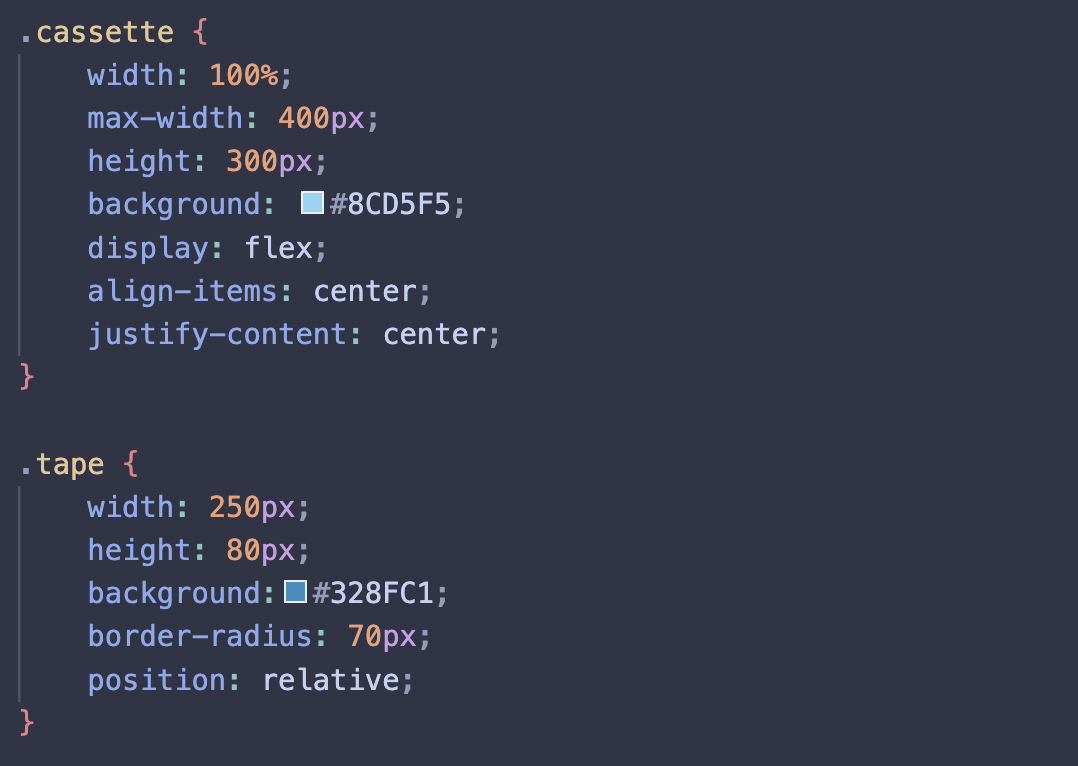 .cassette {
    width: 100%;
    max-width: 400px;
    height: 300px;
    background: #8CD5F5;
    display: flex;
    align-items: center;
    justify-content: center;
}

.tape {
    width: 250px;
    height: 80px;
    background:#328FC1;
    border-radius: 70px;
    position: relative;
}